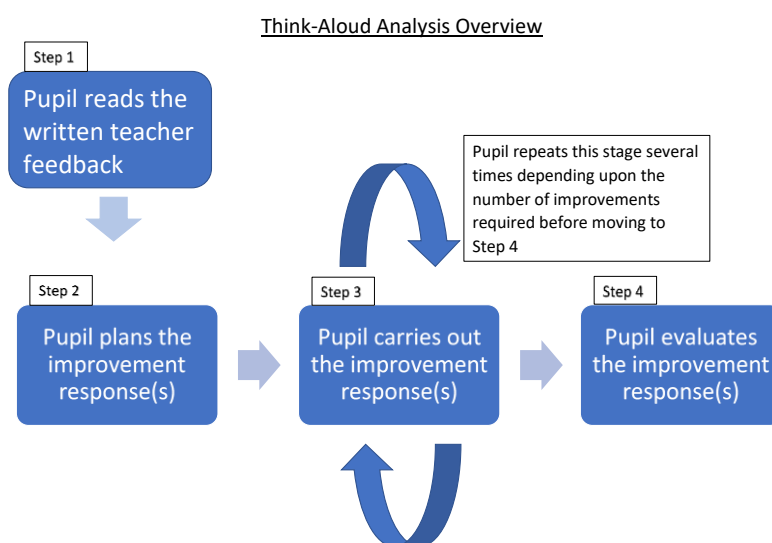 Think-Aloud Analysis Overview
Step 1
Pupil reads the
written teacher
feedback
Pupil repeats this stage several
times depending upon the
number of improvements
required before moving to
Step 4
Step 2
Pupil plans the
improvement
response(s)
Step 3
Pupil carries out
the improvement
response(s)
Step 4
Pupil evaluates
the improvement
response(s)